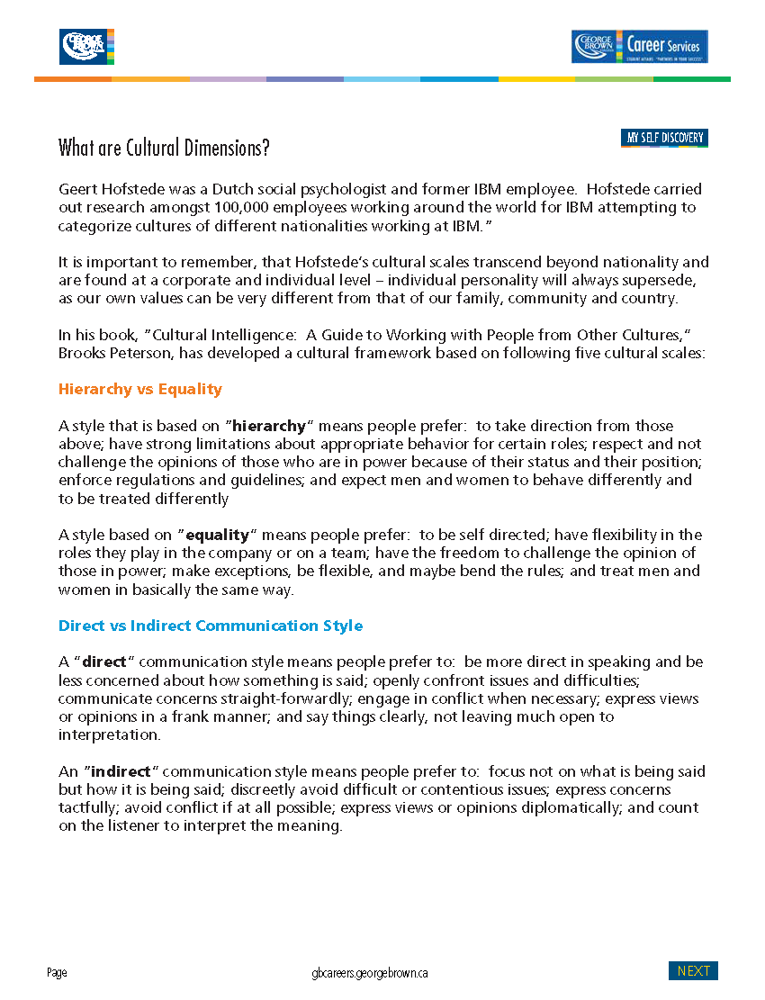 GEORGE
BROWN
GEORGE
BROWN
Career Services
STUDENT AFFAIRS: "PARTNERS IN YOUR SUCCESS"
MY SELF DISCOVERY
What are Cultural Dimensions?
Geert Hofstede was a Dutch social psychologist and former IBM employee.  Hofstede carried
out research amongst 100,000 employees working around the world for IBM attempting to
categorize cultures of different nationalities working at IBM.”
It is important to remember, that Hofstede’s cultural scales transcend beyond nationality and
are found at a corporate and individual level – individual personality will always supersede,
as our own values can be very different from that of our family, community and country.
In his book, “Cultural Intelligence:  A Guide to Working with People from Other Cultures,”
Brooks Peterson, has developed a cultural framework based on following five cultural scales:
Hierarchy vs Equality
A style that is based on “hierarchy” means people prefer:  to take direction from those
above; have strong limitations about appropriate behavior for certain roles; respect and not
challenge the opinions of those who are in power because of their status and their position;
enforce regulations and guidelines; and expect men and women to behave differently and
to be treated differently
A style based on “equality” means people prefer:  to be self directed; have flexibility in the
roles they play in the company or on a team; have the freedom to challenge the opinion of
those in power; make exceptions, be flexible, and maybe bend the rules; and treat men and
women in basically the same way.
Direct vs Indirect Communication Style
A “direct” communication style means people prefer to:  be more direct in speaking and be
less concerned about how something is said; openly confront issues and difficulties;
communicate concerns straight-forwardly; engage in conflict when necessary; express views
or opinions in a frank manner; and say things clearly, not leaving much open to
interpretation.
An “indirect” communication style means people prefer to:  focus not on what is being said
but how it is being said; discreetly avoid difficult or contentious issues; express concerns
tactfully; avoid conflict if at all possible; express views or opinions diplomatically; and count
on the listener to interpret the meaning.
Page
gbcareers.georgebrown.ca
NEXT